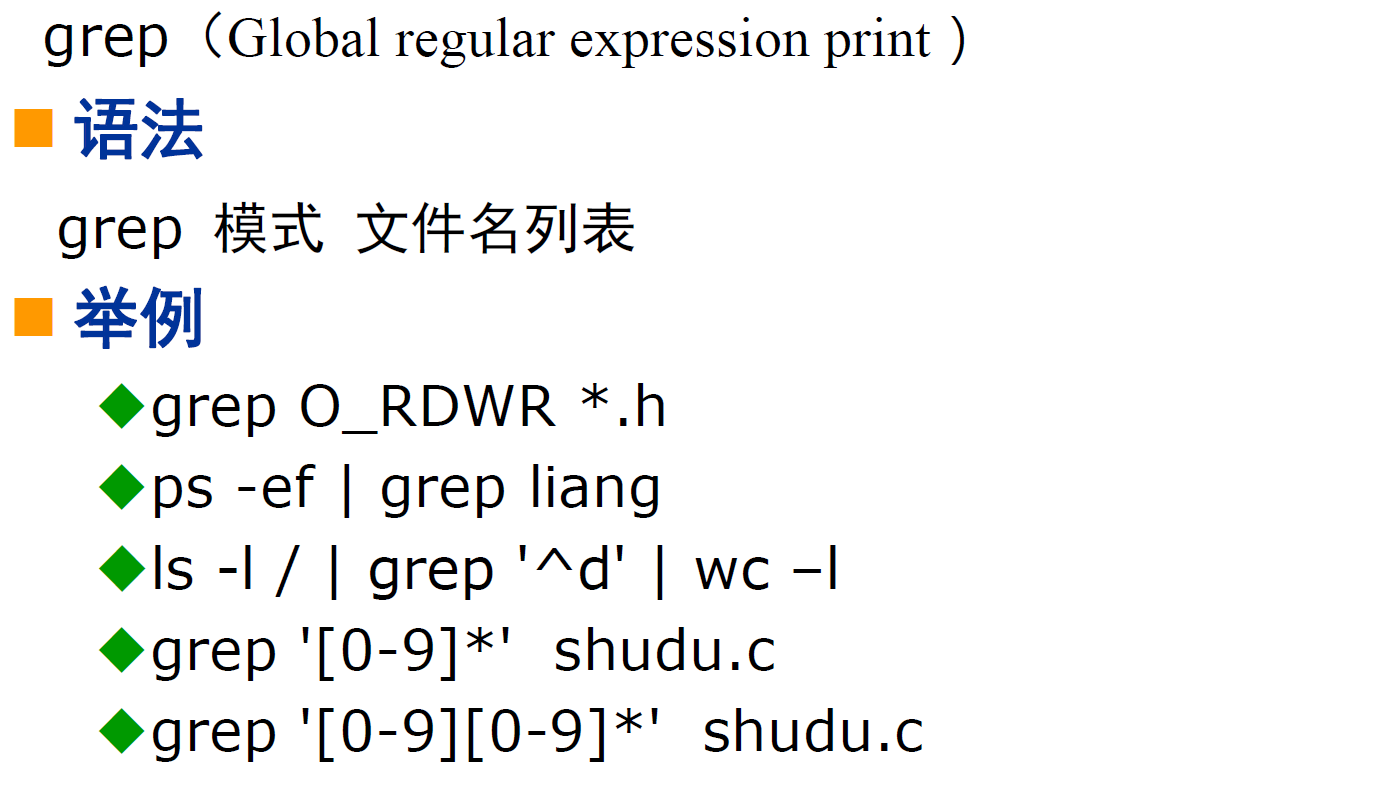 grep（Global regular expression print ）
语法
grep 模式 文件名列表
举例
grep O_RDWR *.h
ps -ef | grep liang
ls -l / | grep '^d' | wc –l
grep '[0-9]*' shudu.c
grep '[0-9][0-9]*' shudu.c